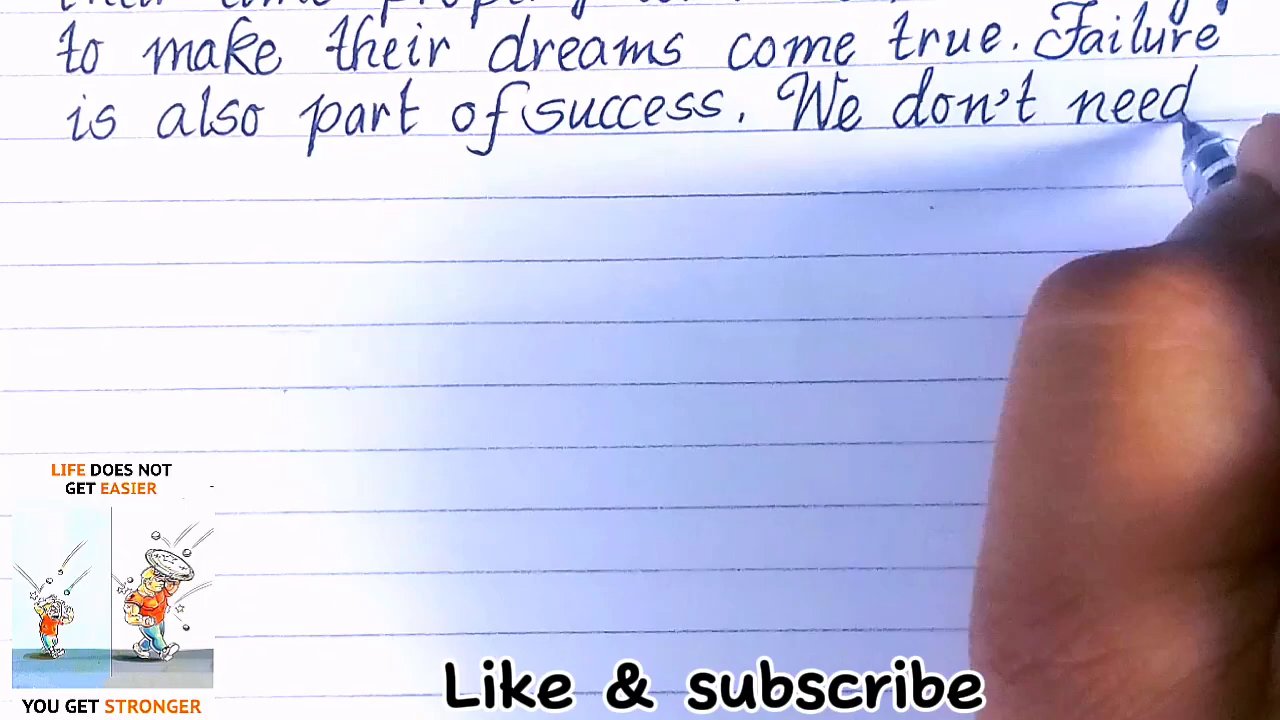 to make their dreams come true. Failure
is also part of success. We don't need
LIFE DOES NOT
GET EASIER
YOU GET STRONGER
Like & subscribe